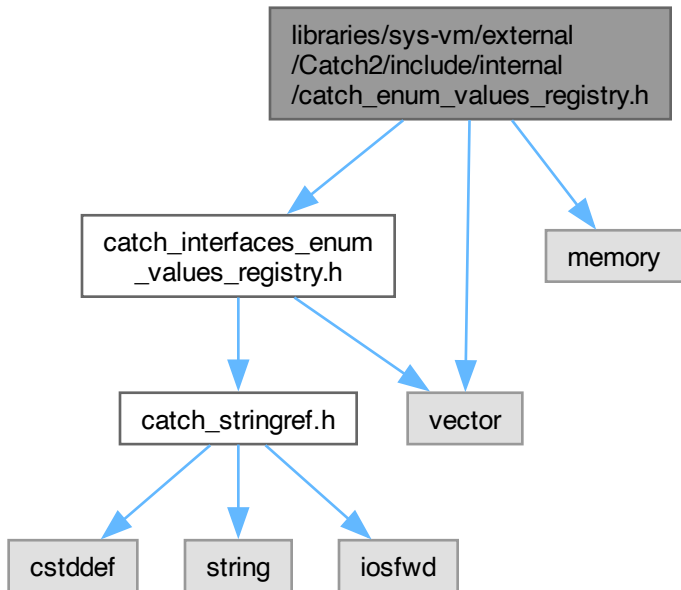 libraries/sys-vm/external
/Catch2/include/internal
/catch_enum_values_registry.h
catch_interfaces_enum
_values_registry.h
memory
catch_stringref.h
vector
cstddef
string
iosfwd